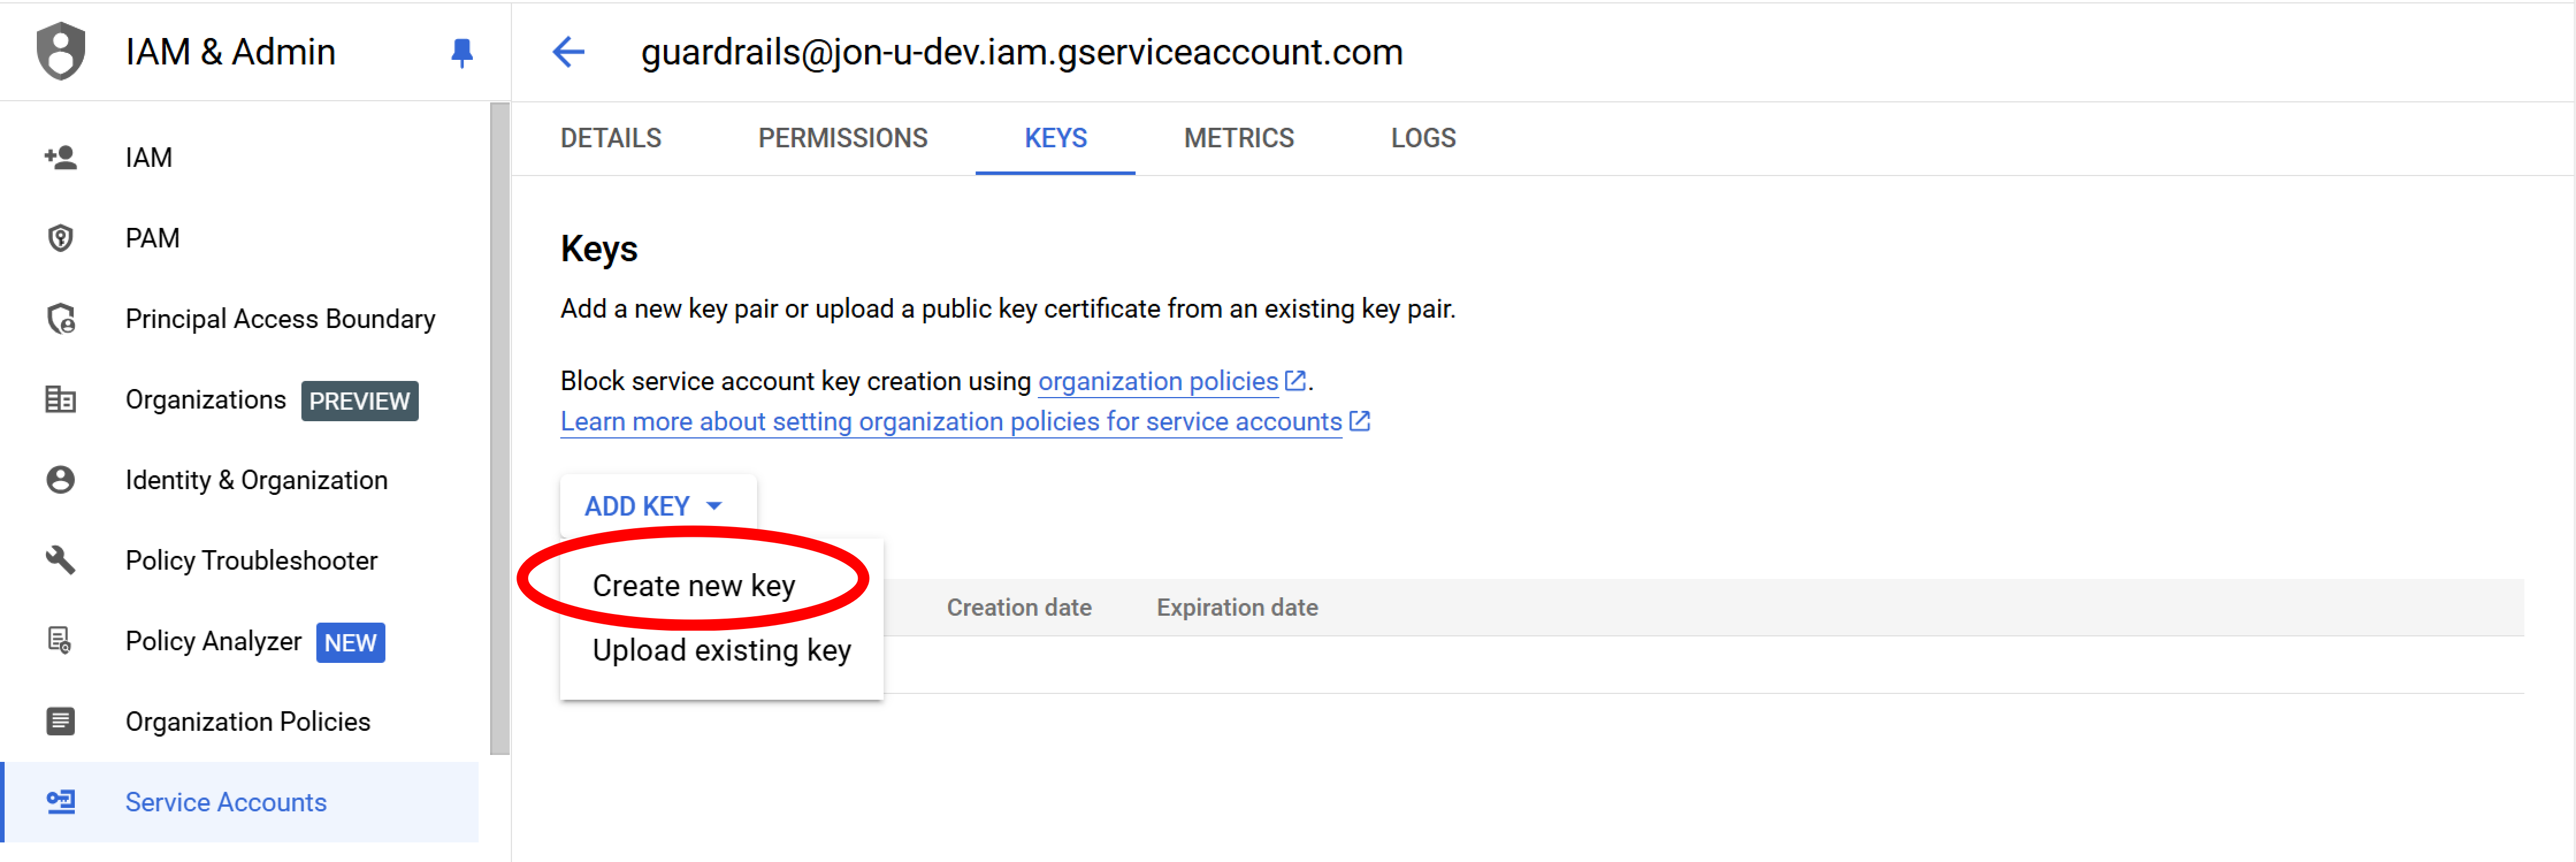 IAM & Admin
guardrails@jon-u-dev.iam.gserviceaccount.com
IAM
PAM
Principal Access Boundary
Organizations PREVIEW
Identity & Organization
Policy Troubleshooter
Policy Analyzer NEW
Organization Policies
Service Accounts
DETAILS PERMISSIONS KEYS METRICS LOGS
Keys
Add a new key pair or upload a public key certificate from an existing key pair.
Block service account key creation using organization policies.
Learn more about setting organization policies for service accounts
ADD KEY
Create new key
Upload existing key
Creation date Expiration date